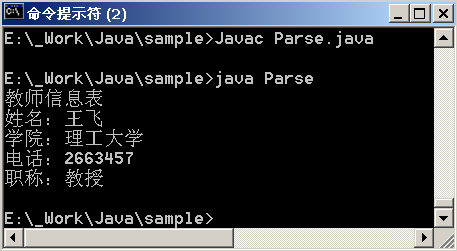 命令提示符 (2)
E:\_Work\Java\sample>Javac Parse.java
E:\_Work\Java\sample>java Parse
教师信息表
姓名：王飞
学院：理工大学
电话：2663457
职称：教授
E:\_Work\Java\sample>